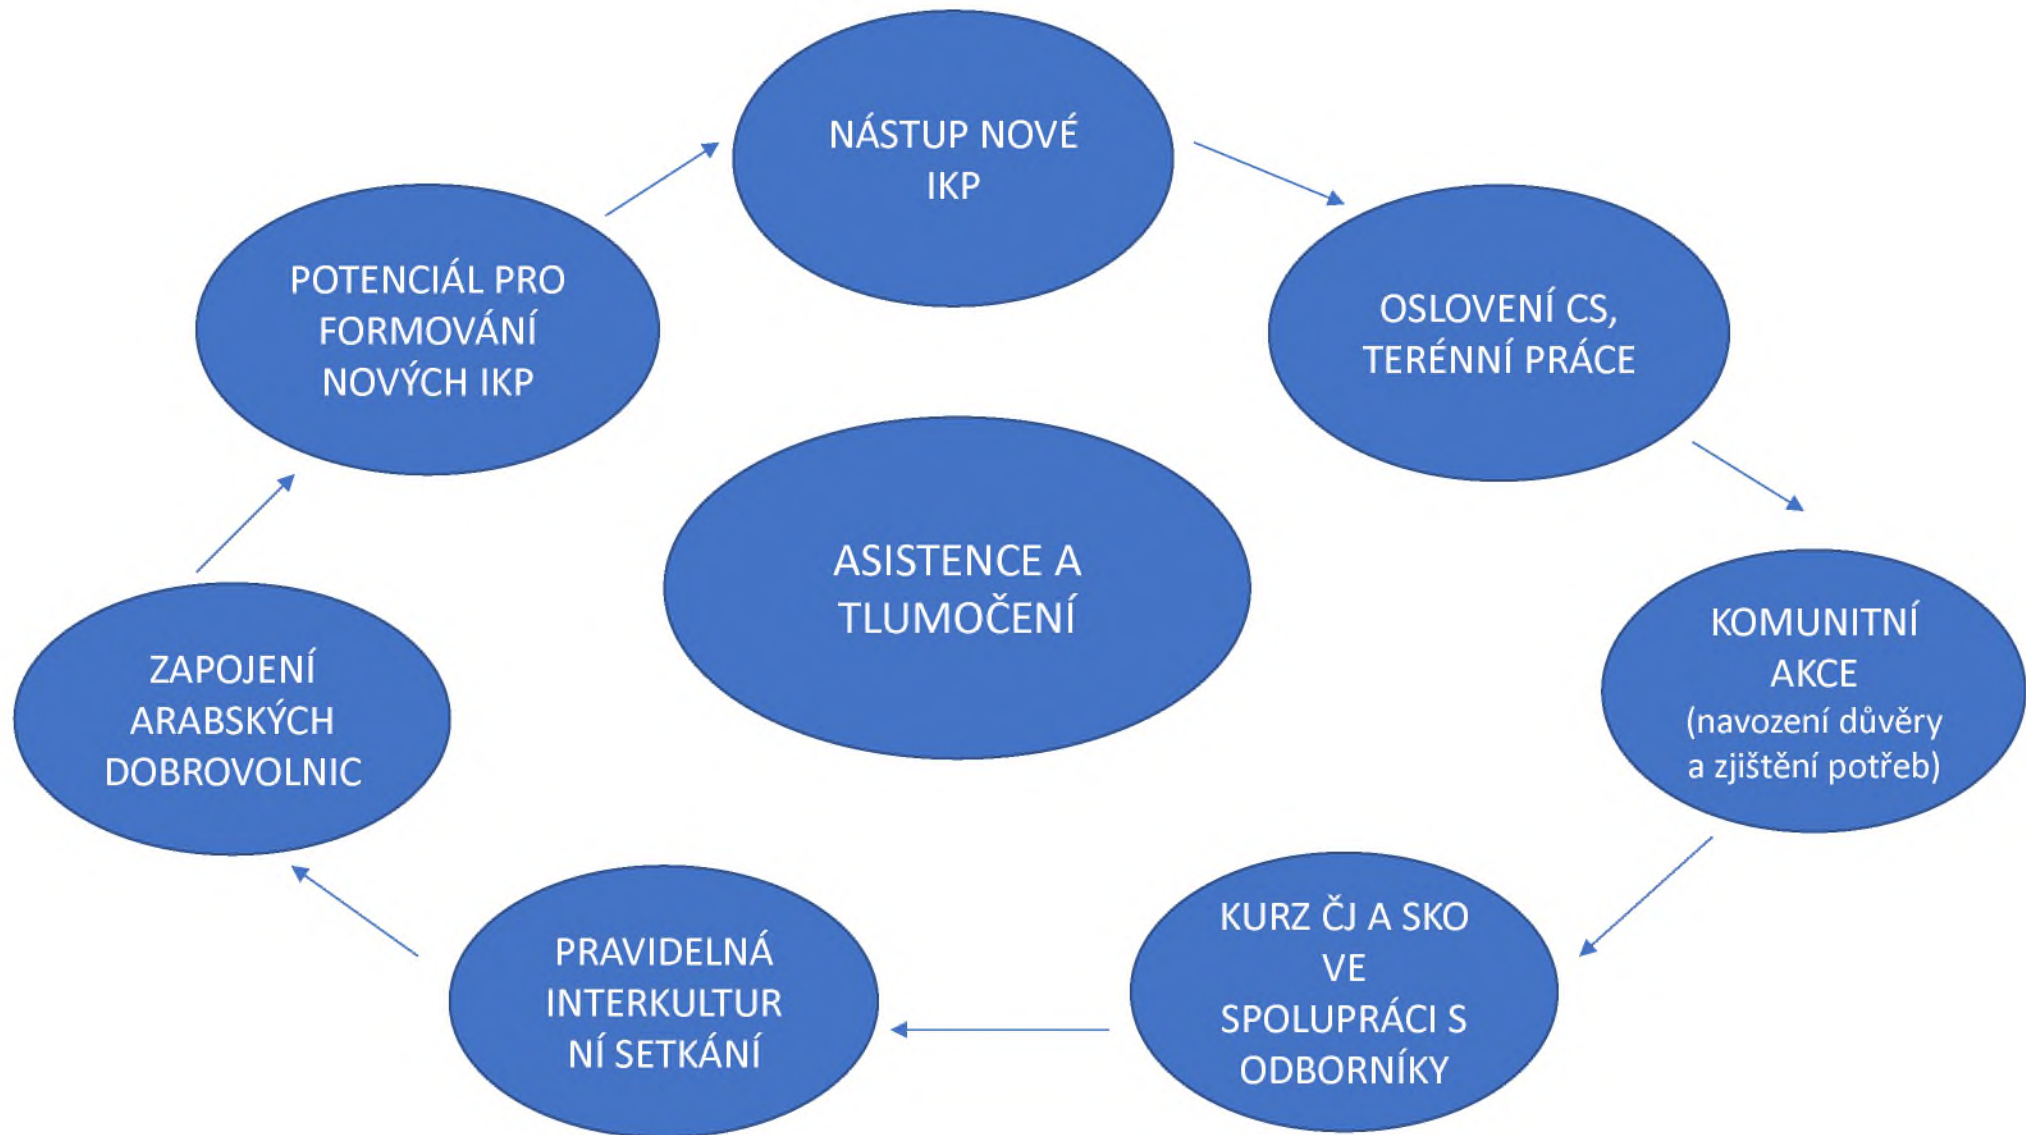 NÁSTUP NOVÉ
IKP
OSLOVENÍ CS,
TERÉNNÍ PRÁCE
KOMUNITNÍ
AKCE
(navození důvěry
a zjištění potřeb)
KURZ ČJ A SKO
VE
SPOLUPRÁCI S
ODBORNÍKY
PRAVIDELNÁ
INTERKULTUR
NÍ SETKÁNÍ
ZAPOJENÍ
ARABSKÝCH
DOBROVOLNIC
POTENCIÁL PRO
FORMOVÁNÍ
NOVÝCH IKP
ASISTENCE A
TLUMOČENÍ